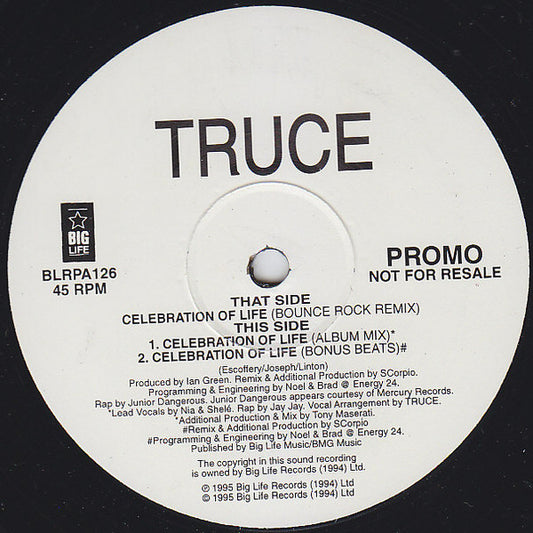 TRUCE
BIG
LIFE
BLRPA126
45 RPM
PROMO
NOT FOR RESALE
THAT SIDE
CELEBRATION OF LIFE (BOUNCE ROCK REMIX)
THIS SIDE
1. CELEBRATION OF LIFE (ALBUM MIX)*
2. CELEBRATION OF LIFE (BONUS BEATS)#
(Escoffery/Joseph/Linton)
Produced by Ian Green. Remix & Additional Production by SCorpio.
Programming & Engineering by Noel & Brad @ Energy 24.
Rap by Junior Dangerous. Junior Dangerous appears courtesy of Mercury Records.
*Lead Vocals by Nia & Shelé. Rap by Jay Jay. Vocal Arrangement by TRUCE.
*Additional Production & Mix by Tony Maserati.
#Remix & Additional Production by SCorpio
#Programming & Engineering by Noel & Brad @ Energy 24.
Published by Big Life Music/BMG Music
The copyright in this sound recording
is owned by Big Life Records (1994) Ltd.
℗ 1995 Big Life Records (1994) Ltd
© 1995 Big Life Records (1994) Ltd